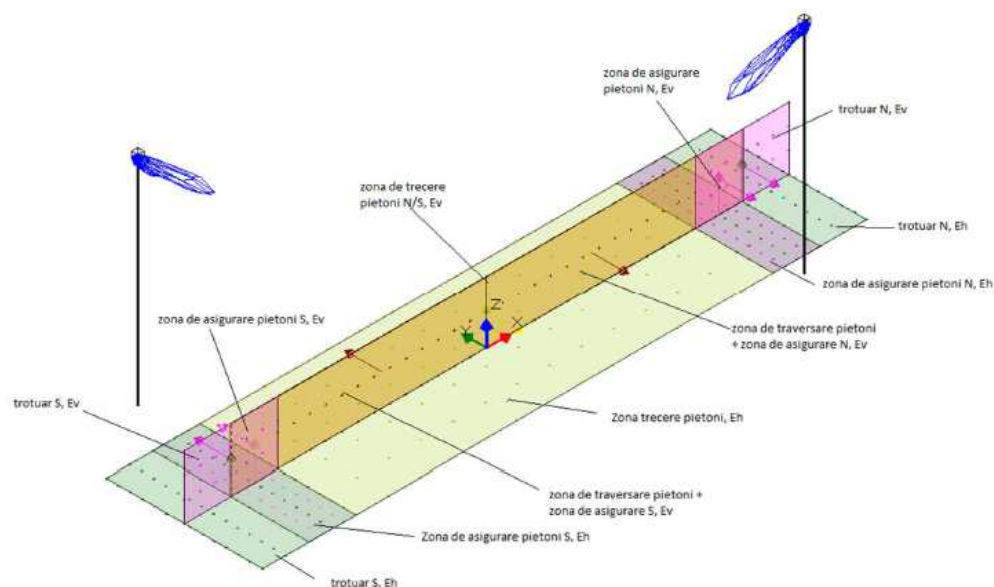 zona de asigurare
pietoni N, Ev
trotuar N, Ev
zona de trecere
pietoni N/S, Ev
trotuar N, Eh
zona de asigurare pietoni N, Eh
zona de asigurare pietoni S, Ev
Z
Y
X
zona de traversare pietoni
+ zona de asigurare N, Ev
trotuar S, Ev
Zona trecere pietoni, Eh
zona de traversare pietoni +
zona de asigurare S, Ev
Zona de asigurare pietoni S, Eh
trotuar S, Eh